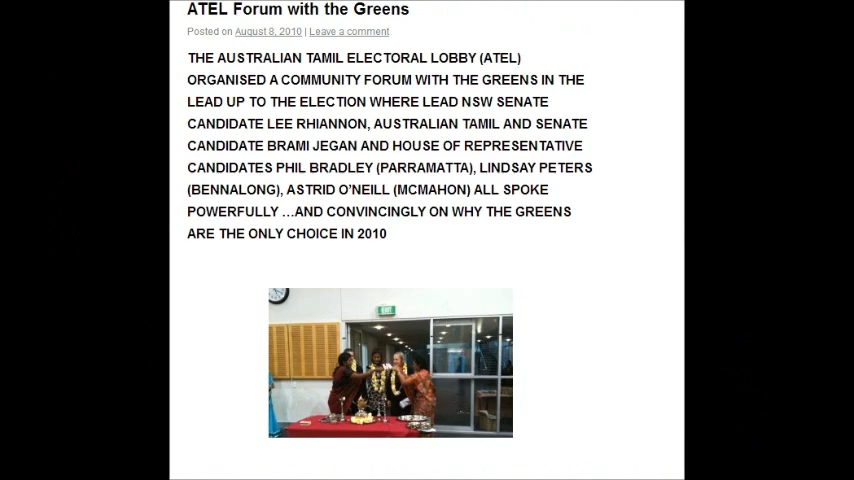 ATEL Forum with the Greens
Posted on August 8, 2010 | Leave a comment
THE AUSTRALIAN TAMIL ELECTORAL LOBBY (ATEL)
ORGANISED A COMMUNITY FORUM WITH THE GREENS IN THE
LEAD UP TO THE ELECTION WHERE LEAD NSW SENATE
CANDIDATE LEE RHIANNON, AUSTRALIAN TAMIL AND SENATE
CANDIDATE BRAMI JEGAN AND HOUSE OF REPRESENTATIVE
CANDIDATES PHIL BRADLEY (PARRAMATTA), LINDSAY PETERS
(BENNALONG), ASTRID O'NEILL (MCMAHON) ALL SPOKE
POWERFULLY …AND CONVINCINGLY ON WHY THE GREENS
ARE THE ONLY CHOICE IN 2010
EXIT